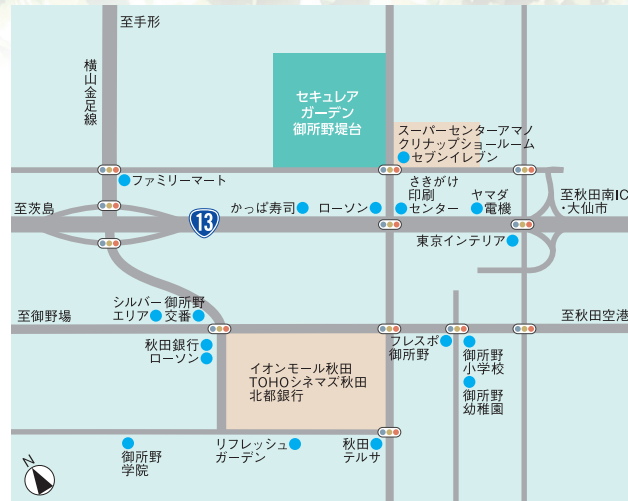 至手形
横山金足線
セキュレア
ガーデン
御所野堤台
スーパーセンターアマノ
クリナップショールーム
セブンイレブン
ファミリーマート
さきがけ
印刷
センター
ヤマダ
電機
至秋田南IC
・大仙市
至茨島
13
かっぱ寿司
ローソン
東京インテリア
シルバー
エリア
御所野
交番
至御野場
至秋田空港
秋田銀行
ローソン
イオンモール秋田
TOHOシネマズ秋田
北都銀行
フレスポ
御所野
御所野
小学校
御所野
幼稚園
御所野
学院
リフレッシュ
ガーデン
秋田
テルサ
N